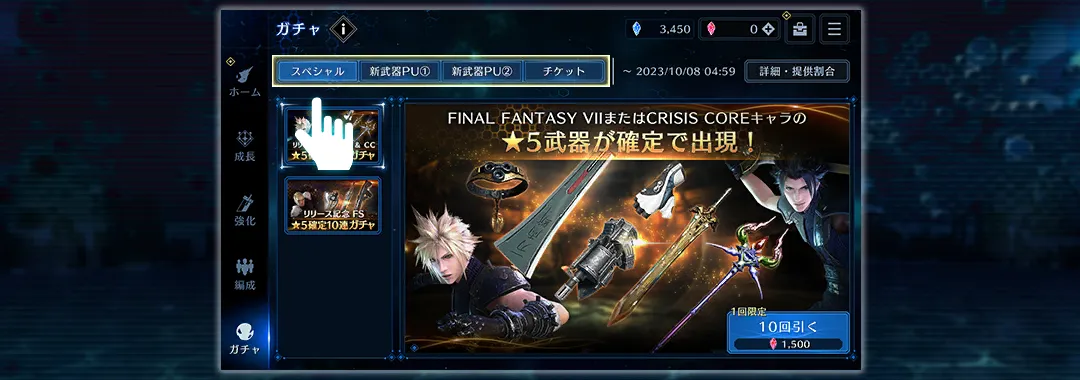 ガチャ
3,450
0
スペシャル
新武器PU①
新武器PU②
チケット
～ 2023/10/08 04:59
詳細・提供割合
ホーム
成長
強化
編成
ガチャ
& CC
ガチャ
リリース記念 FS
★5確定10連ガチャ
FINAL FANTASY VIIまたはCRISIS COREキャラの
★5武器が確定で出現！
1回限定
10回引く
1,500